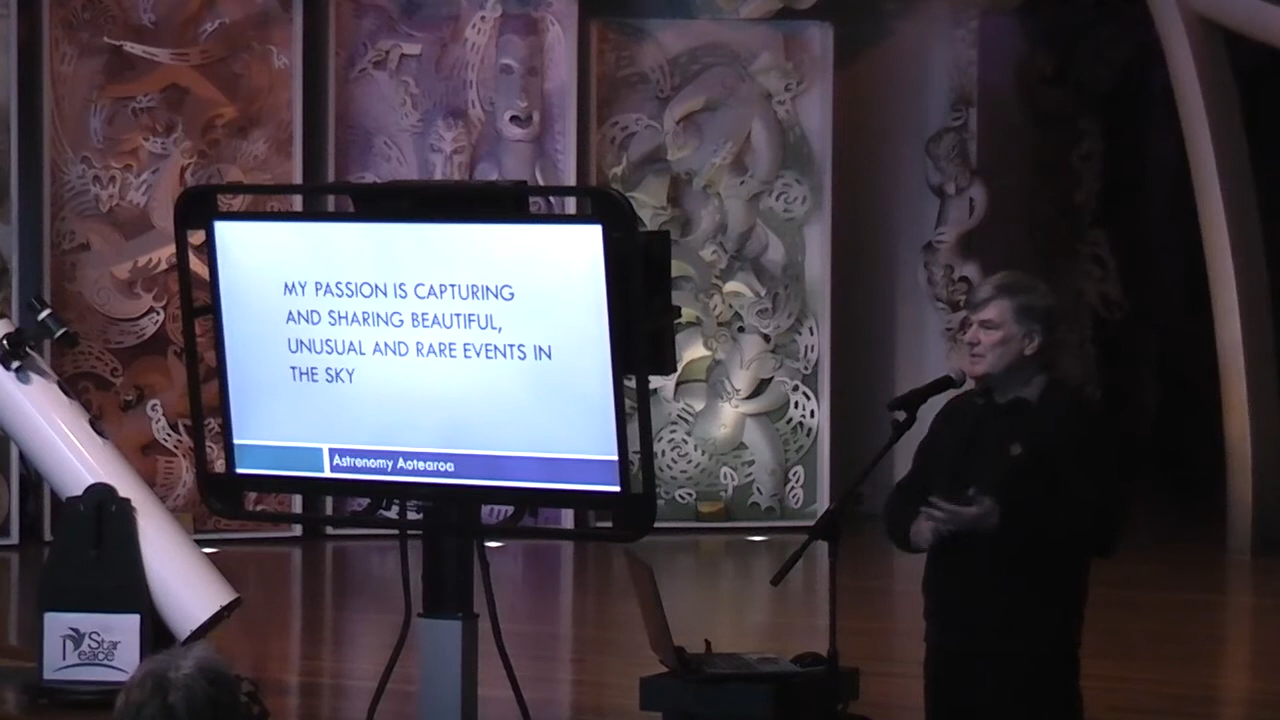 MY PASSION IS CAPTURING
AND SHARING BEAUTIFUL,
UNUSUAL AND RARE EVENTS IN
THE SKY
Astronomy Aotearoa
Star
Peace